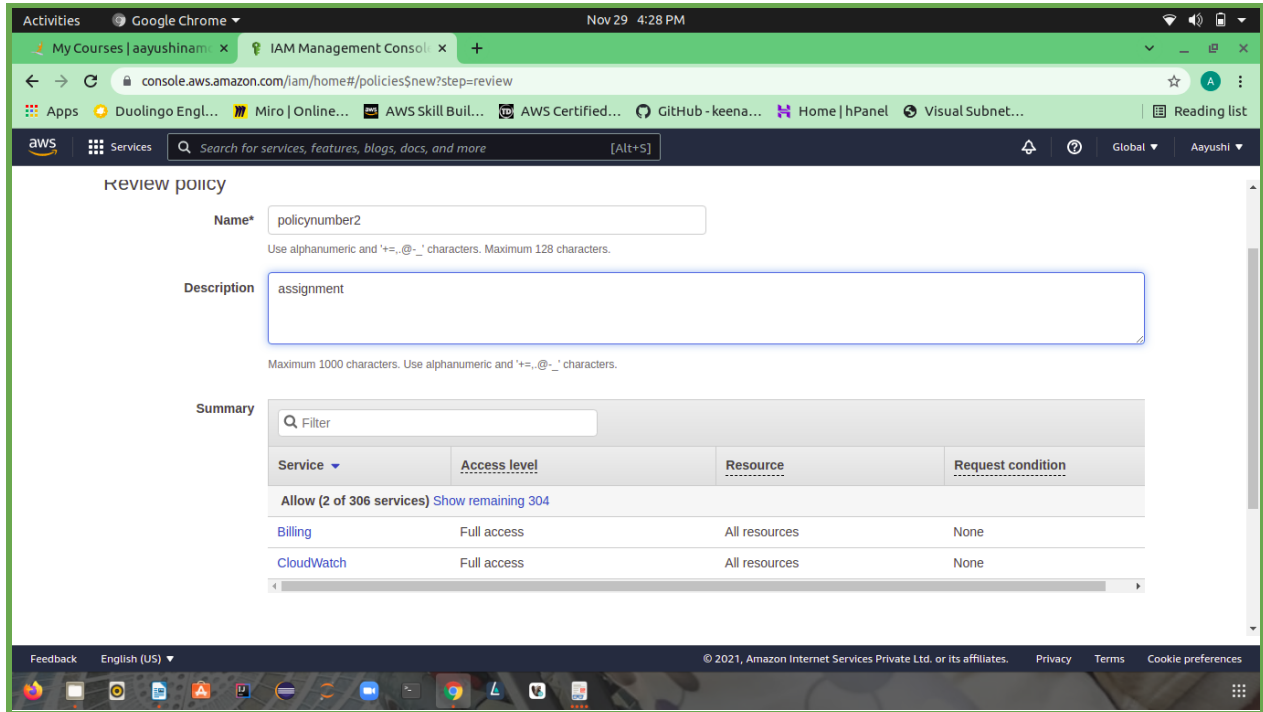 Activities Google Chrome ▾ Nov 29 4:28 PM
My Courses | aayushinam × IAM Management Consol × +
console.aws.amazon.com/iam/home#/policies$new?step=review A
Apps Duolingo Engl... Miro | Online... AWS Skill Buil... AWS Certified... GitHub - keena... Home | hPanel Visual Subnet... Reading list
aws Services Search for services, features, blogs, docs, and more [Alt+S] Global ▼ Aayushi ▼
Review policy
Name* policynumber2
Use alphanumeric and '+=,.@-_' characters. Maximum 128 characters.
Description assignment
Maximum 1000 characters. Use alphanumeric and '+=,.@-_' characters.
Summary Filter
Service Access level Resource Request condition
Allow (2 of 306 services) Show remaining 304
Billing Full access All resources None
CloudWatch Full access All resources None
Feedback English (US) ▼ © 2021, Amazon Internet Services Private Ltd. or its affiliates. Privacy Terms Cookie preferences